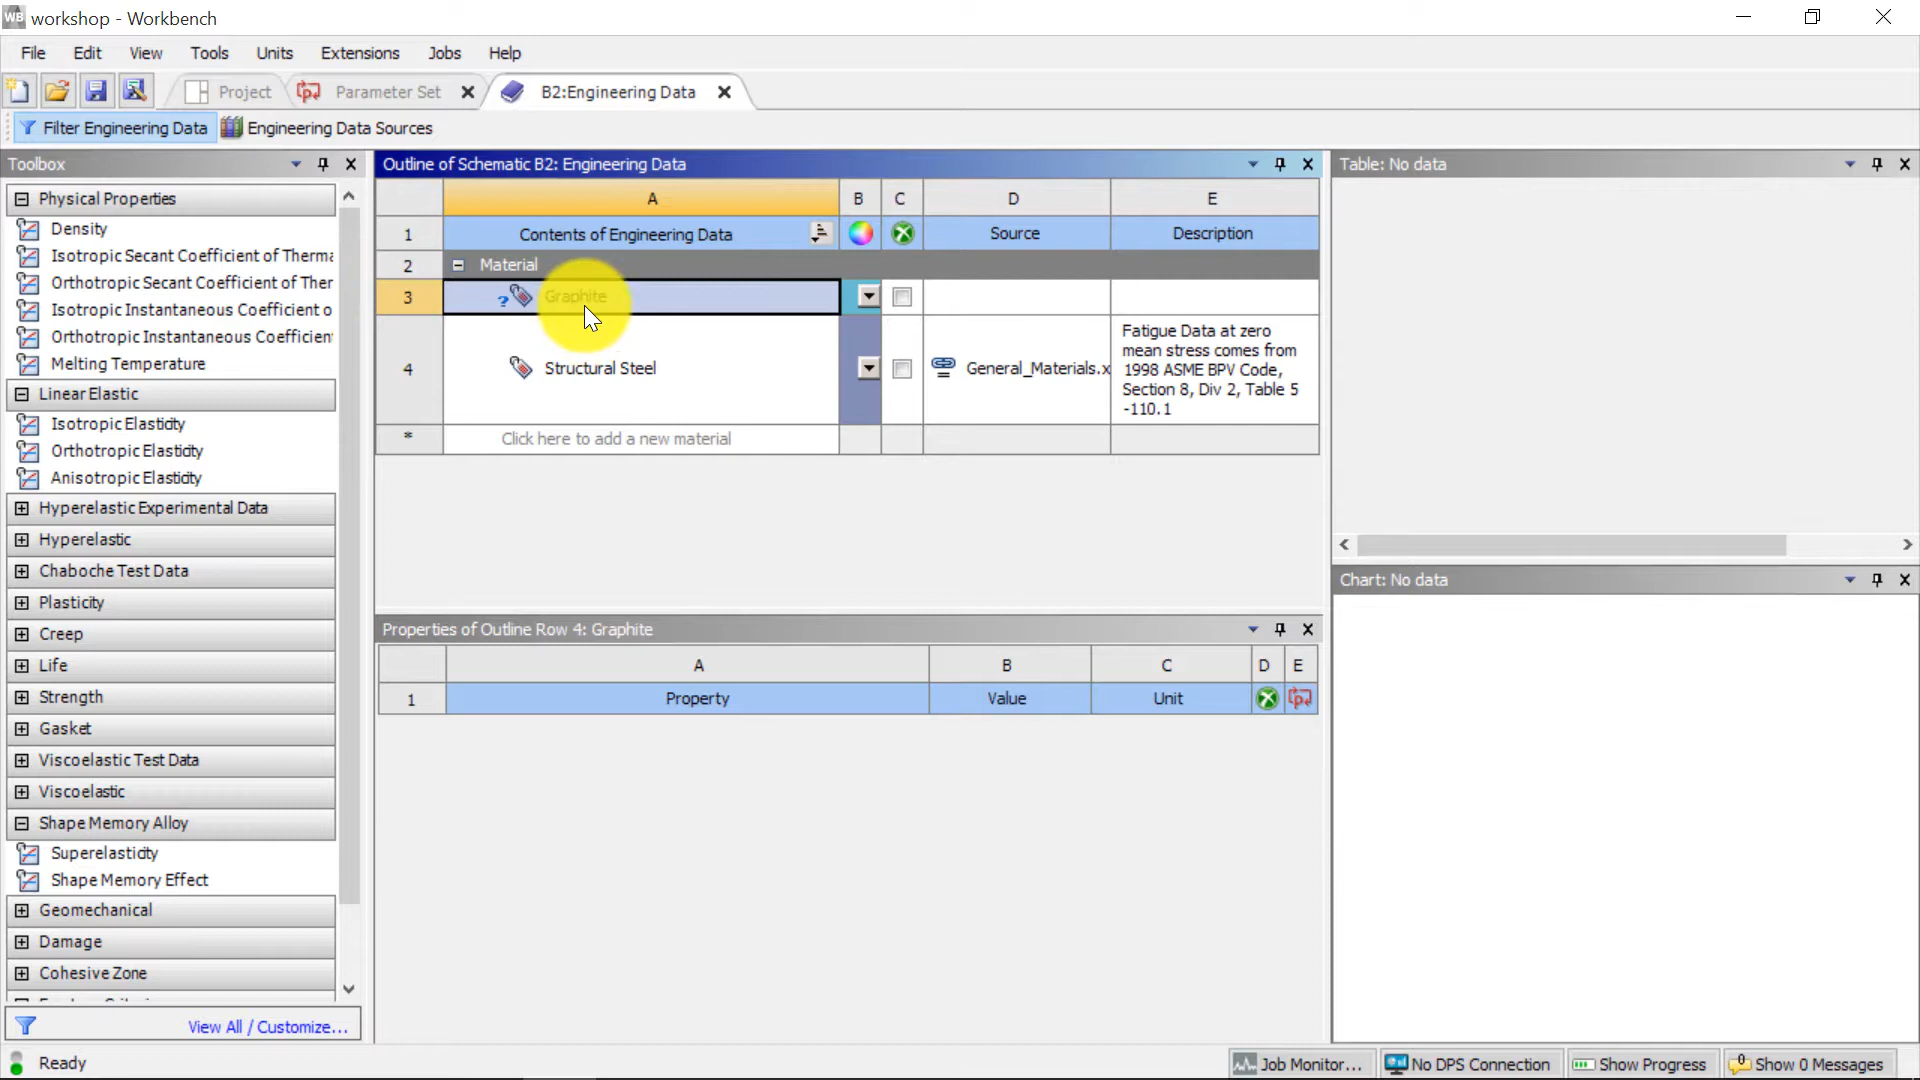 WB workshop - Workbench
File Edit View Tools Units Extensions Jobs Help
Project Parameter Set B2:Engineering Data
Filter Engineering Data Engineering Data Sources
Toolbox
Physical Properties
Density
Isotropic Secant Coefficient of Therma
Orthotropic Secant Coefficient of Ther
Isotropic Instantaneous Coefficient o
Orthotropic Instantaneous Coefficien
Melting Temperature
Linear Elastic
Isotropic Elasticity
Orthotropic Elasticity
Anisotropic Elasticity
Hyperelastic Experimental Data
Hyperelastic
Chaboche Test Data
Plasticity
Creep
Life
Strength
Gasket
Viscoelastic Test Data
Viscoelastic
Shape Memory Alloy
Superelasticity
Shape Memory Effect
Geomechanical
Damage
Cohesive Zone
View All / Customize...
Outline of Schematic B2: Engineering Data
A B C D E
1 Contents of Engineering Data Source Description
2 Material
3 ? Graphite
4 Structural Steel General_Materials.x
Fatigue Data at zero
mean stress comes from
1998 ASME BPV Code,
Section 8, Div 2, Table 5
-110.1
* Click here to add a new material
Properties of Outline Row 4: Graphite
A B C D E
1 Property Value Unit
Table: No data
Chart: No data
Ready Job Monitor... No DPS Connection Show Progress 0 Show 0 Messages